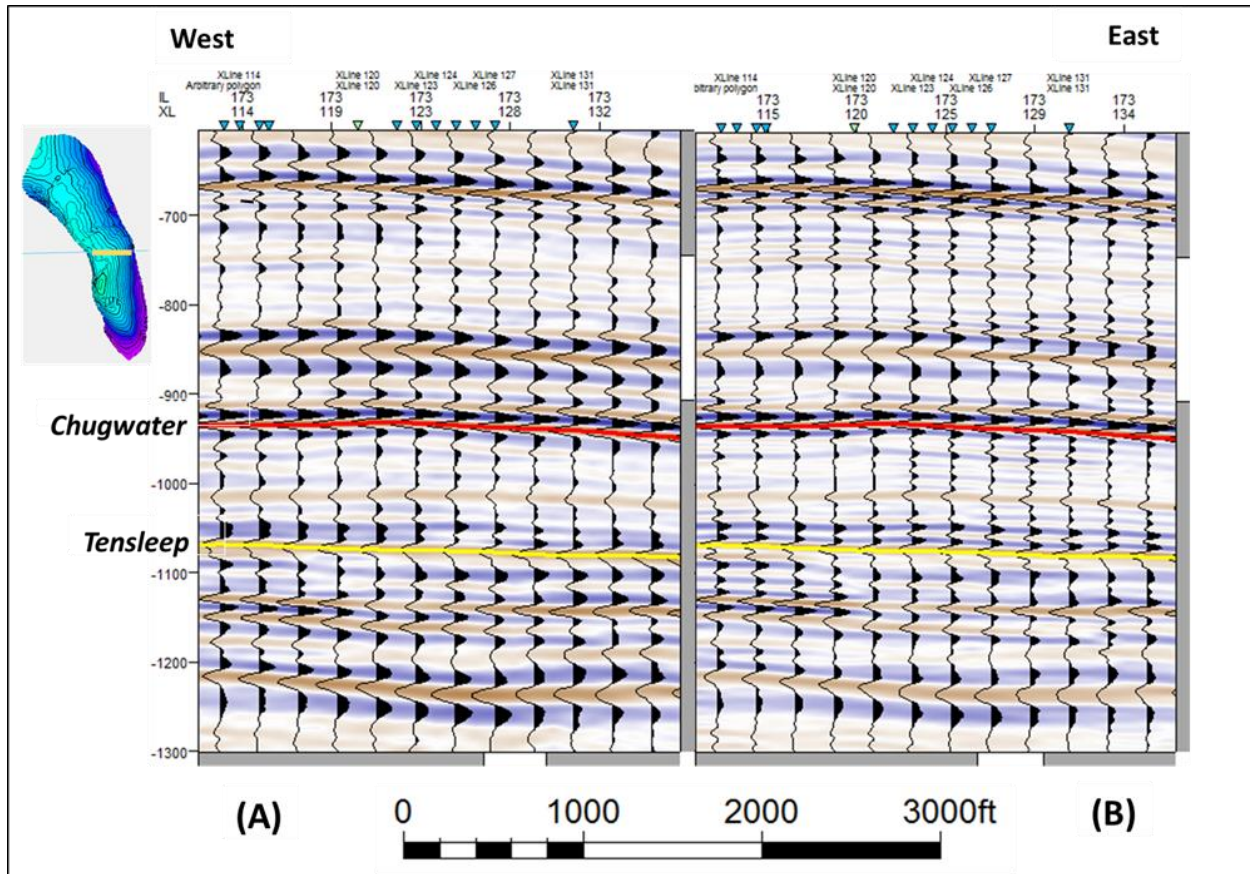 West
East
XLine 114 XLine 120 XLine 124 XLine 127 XLine 131
Arbitrary polygon XLine 120 XLine 123 XLine 126 XLine 131
IL 173 173 173 173 173
XL 114 119 123 128 132
XLine 114 XLine 120 XLine 124 XLine 127 XLine 131
bitrary polygon XLine 120 XLine 123 XLine 126 XLine 131
173 173 173 173 173
115 120 125 129 134
-700
-800
-900
Chugwater
-1000
Tensleep
-1100
-1200
-1300
(A)
0 1000 2000 3000ft
(B)